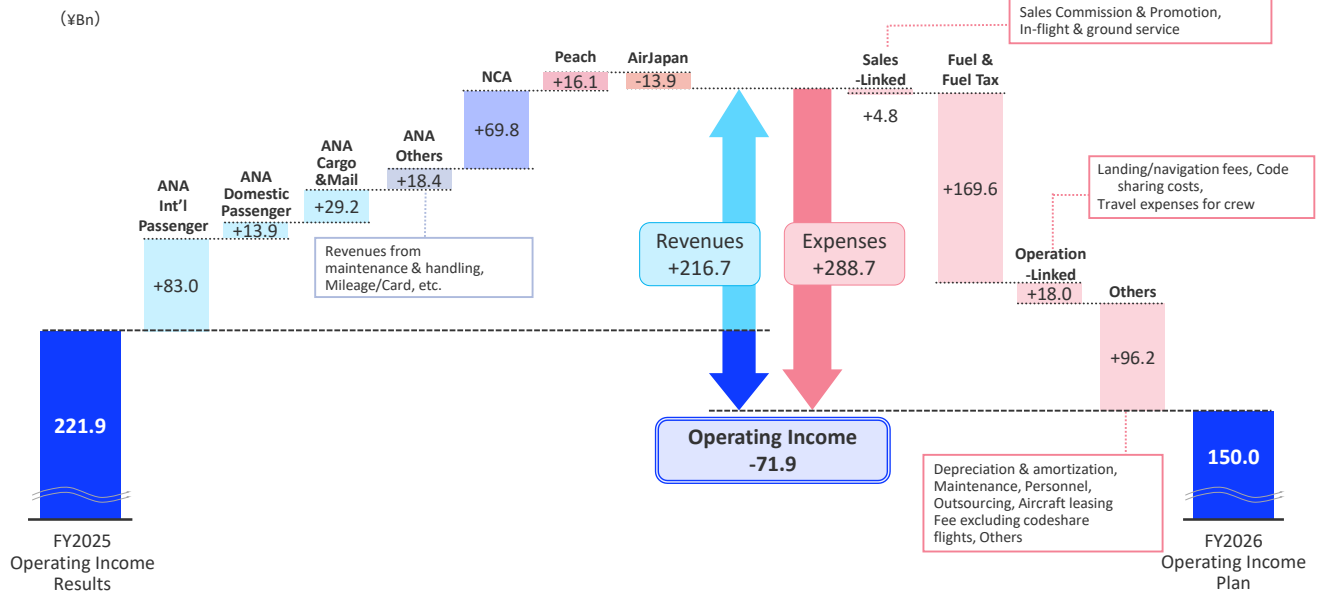 （¥Bn）
Sales Commission & Promotion,
In-flight & ground service
Peach
+16.1
AirJapan
-13.9
Sales
-Linked
+4.8
Fuel &
Fuel Tax
+169.6
NCA
+69.8
ANA
Others
+18.4
ANA
Cargo
&Mail
+29.2
ANA
Domestic
Passenger
+13.9
ANA
Int'l
Passenger
+83.0
Revenues from
maintenance & handling,
Mileage/Card, etc.
Revenues
+216.7
Expenses
+288.7
Landing/navigation fees, Code
sharing costs,
Travel expenses for crew
Operation
-Linked
+18.0
Others
+96.2
221.9
Operating Income
-71.9
150.0
Depreciation & amortization,
Maintenance, Personnel,
Outsourcing, Aircraft leasing
Fee excluding codeshare
flights, Others
FY2025
Operating Income
Results
FY2026
Operating Income
Plan